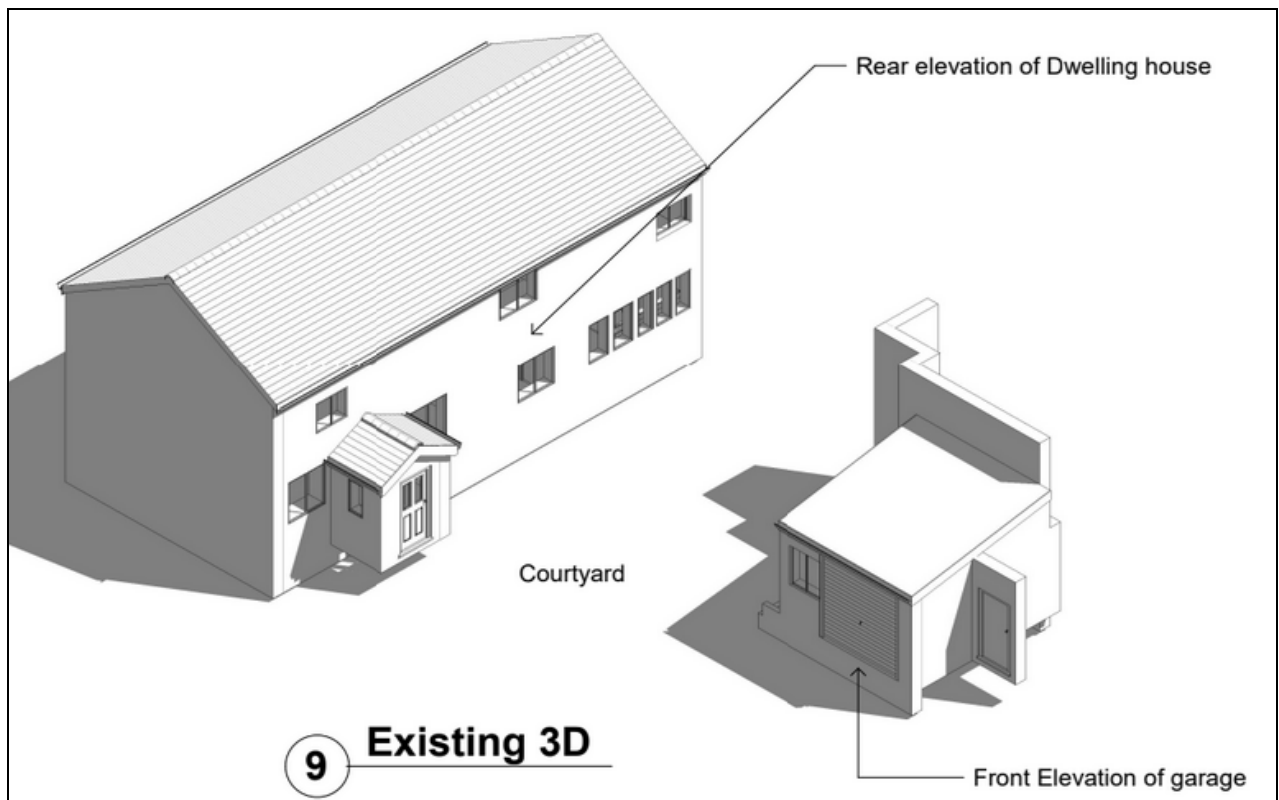 Rear elevation of Dwelling house
Courtyard
9 Existing 3D
Front Elevation of garage